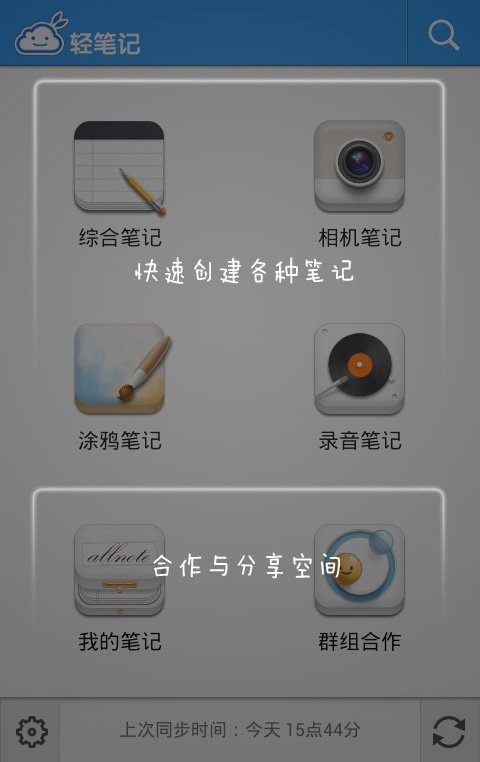 轻笔记
综合笔记 相机笔记
快速创建各种笔记
涂鸦笔记 录音笔记
allnote
合作与分享空间
我的笔记 群组合作
上次同步时间：今天 15点44分